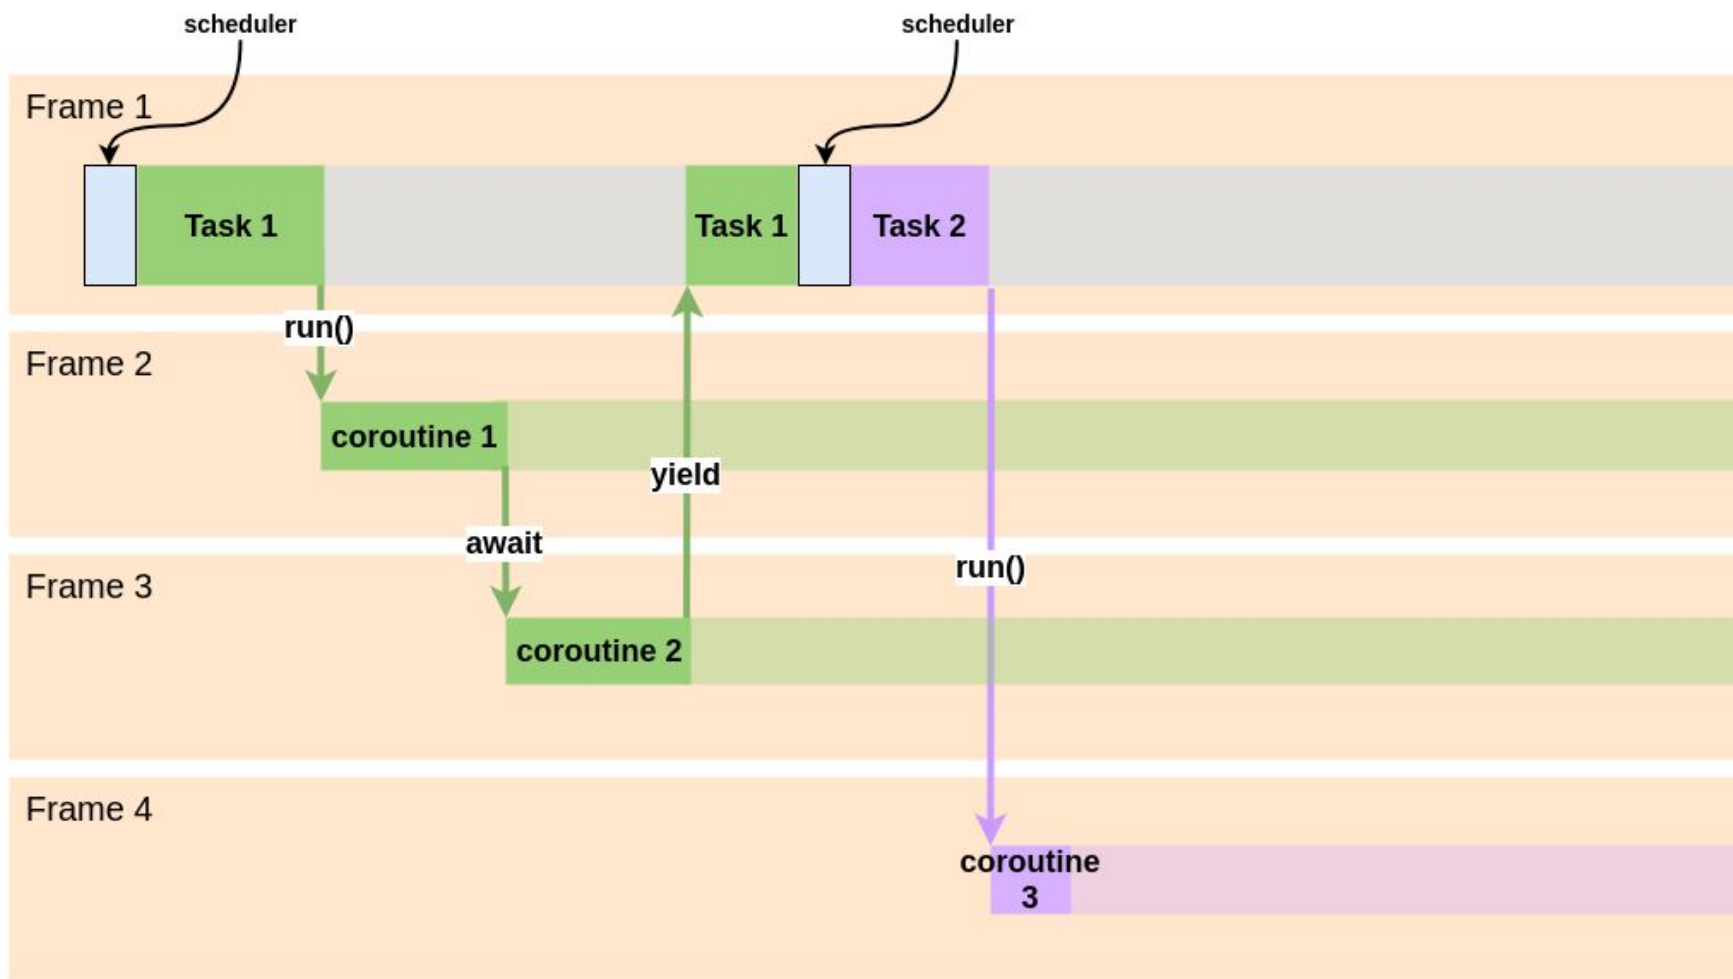 scheduler
scheduler
Frame 1
Task 1
Task 1
Task 2
run()
Frame 2
coroutine 1
yield
await
run()
Frame 3
coroutine 2
Frame 4
coroutine
3